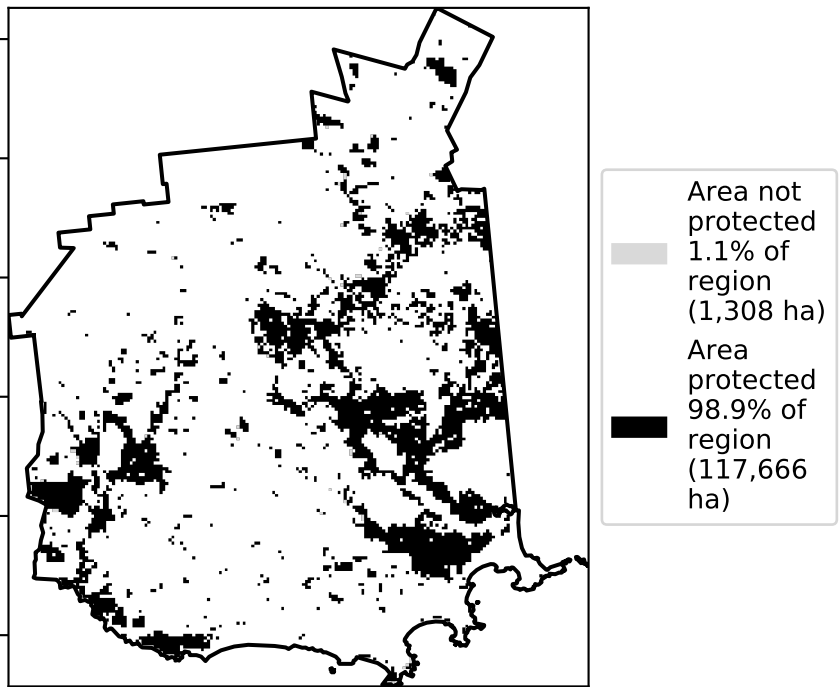 Area not
protected
1.1% of
region
(1,308 ha)
Area
protected
98.9% of
region
(117,666
ha)